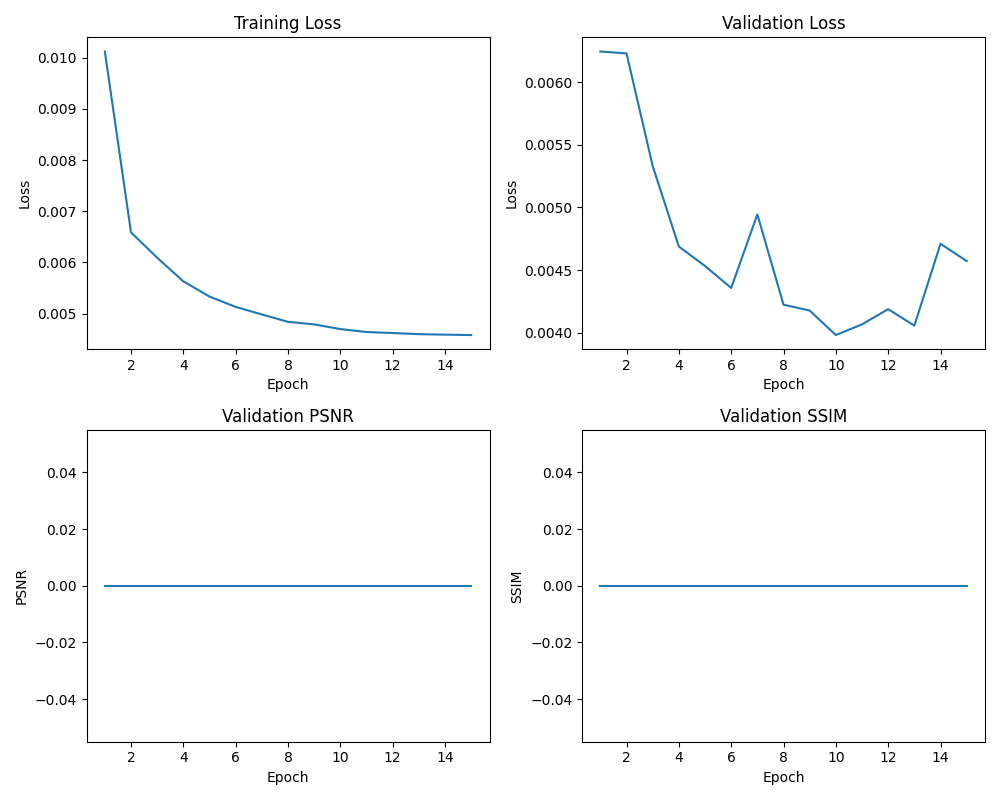 Training Loss
Loss
0.010
0.009
0.008
0.007
0.006
0.005
2 4 6 8 10 12 14
Epoch
Validation Loss
Loss
0.0060
0.0055
0.0050
0.0045
0.0040
2 4 6 8 10 12 14
Epoch
Validation PSNR
PSNR
0.04
0.02
0.00
−0.02
−0.04
2 4 6 8 10 12 14
Epoch
Validation SSIM
SSIM
0.04
0.02
0.00
−0.02
−0.04
2 4 6 8 10 12 14
Epoch